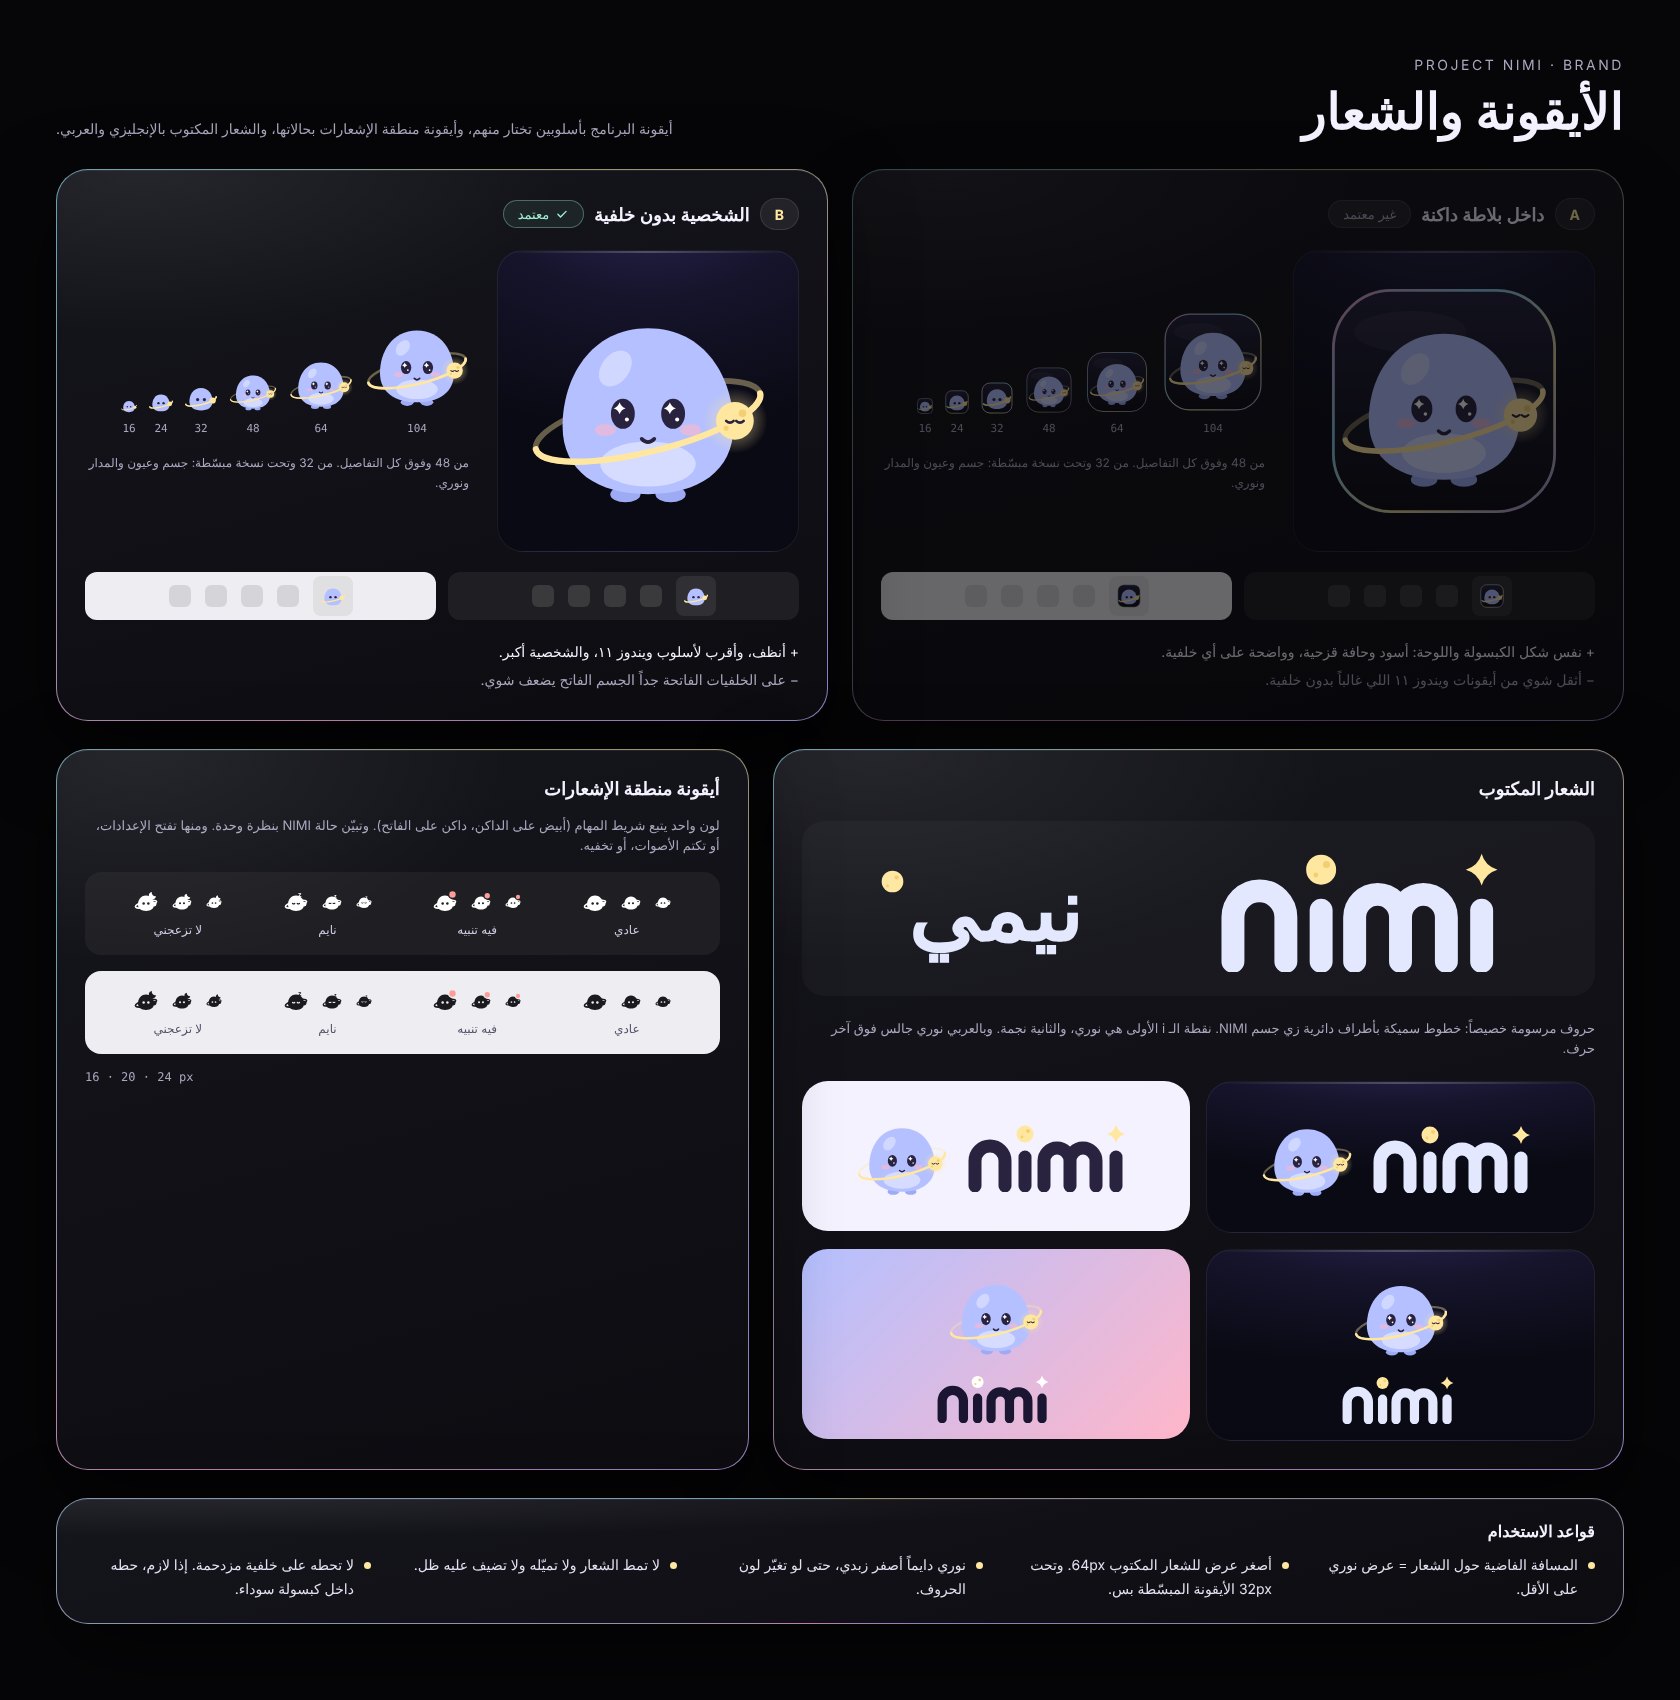 PROJECT NIMI · BRAND
الأيقونة والشعار
أيقونة البرنامج بأسلوبين تختار منهم، وأيقونة منطقة الإشعارات بحالاتها، والشعار المكتوب بالإنجليزي والعربي.
A داخل بلاطة داكنة غير معتمد
104 64 48 32 24 16
من 48 وفوق كل التفاصيل. من 32 وتحت نسخة مبسّطة: جسم وعيون والمدار
ونوري.
+ نفس شكل الكبسولة واللوحة: أسود وحافة قزحية، وواضحة على أي خلفية.
− أثقل شوي من أيقونات ويندوز ١١ اللي غالباً بدون خلفية.
B الشخصية بدون خلفية معتمد
104 64 48 32 24 16
من 48 وفوق كل التفاصيل. من 32 وتحت نسخة مبسّطة: جسم وعيون والمدار
ونوري.
+ أنظف، وأقرب لأسلوب ويندوز ١١، والشخصية أكبر.
− على الخلفيات الفاتحة جداً الجسم الفاتح يضعف شوي.
الشعار المكتوب
nimi نيمي
حروف مرسومة خصيصاً: خطوط سميكة بأطراف دائرية زي جسم NIMI. نقطة الـ i الأولى هي نوري، والثانية نجمة. وبالعربي نوري جالس فوق آخر
حرف.
nimi
nimi
nimi
nimi
أيقونة منطقة الإشعارات
لون واحد يتبع شريط المهام (أبيض على الداكن، داكن على الفاتح). وتبيّن حالة NIMI بنظرة وحدة. ومنها تفتح الإعدادات،
أو تكتم الأصوات، أو تخفيه.
عادي فيه تنبيه نايم لا تزعجني
عادي فيه تنبيه نايم لا تزعجني
16 · 20 · 24 px
قواعد الاستخدام
المسافة الفاضية حول الشعار = عرض نوري
على الأقل.
أصغر عرض للشعار المكتوب 64px. وتحت
32px الأيقونة المبسّطة بس.
نوري دايماً أصفر زبدي، حتى لو تغيّر لون
الحروف.
لا تمط الشعار ولا تميّله ولا تضيف عليه ظل.
لا تحطه على خلفية مزدحمة. إذا لازم، حطه
داخل كبسولة سوداء.